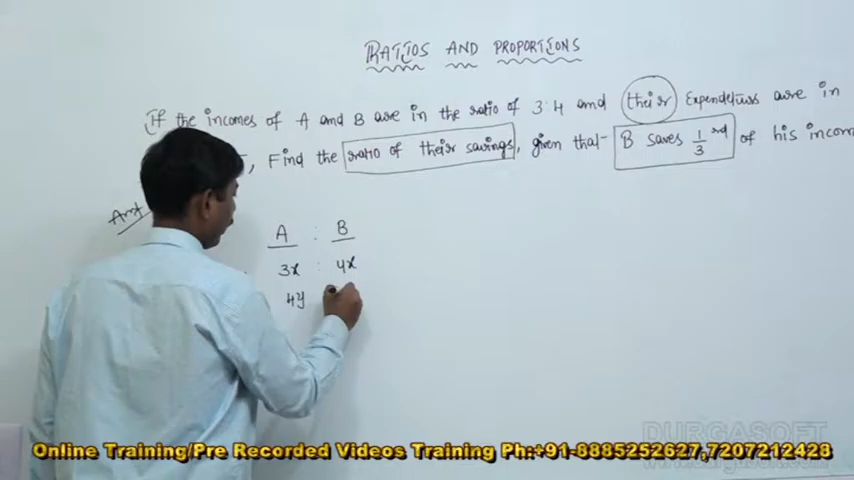 RATIOS AND PROPORTIONS
If the incomes of A and B are in the ratio of 3:4 and their Expenditures are in
, Find the ratio of their savings, given that B saves 1/3 rd of his incom
Ans
A : B
3x : 4x
4y
DURGASOFT
Online Training/Pre Recorded Videos Training Ph:+91-8885252627,7207212428